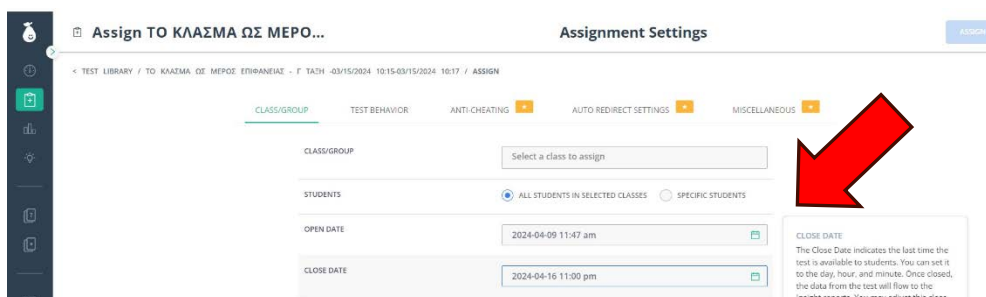 Assign ΤΟ ΚΛΑΣΜΑ ΩΣ ΜΕΡΟ...
Assignment Settings
ASSIGN
< TEST LIBRARY / ΤΟ ΚΛΑΣΜΑ ΩΣ ΜΕΡΟΣ ΕΠΙΦΑΝΕΙΑΣ - Γ ΤΑΞΗ -03/15/2024 10:15-03/15/2024 10:17 / ASSIGN
CLASS/GROUP TEST BEHAVIOR ANTI-CHEATING AUTO REDIRECT SETTINGS MISCELLANEOUS
CLASS/GROUP
Select a class to assign
STUDENTS
ALL STUDENTS IN SELECTED CLASSES SPECIFIC STUDENTS
OPEN DATE
2024-04-09 11:47 am
CLOSE DATE
2024-04-16 11:00 pm
CLOSE DATE
The Close Date indicates the last time the
test is available to students. You can set it
to the day, hour, and minute. Once closed,
the data from the test will flow to the